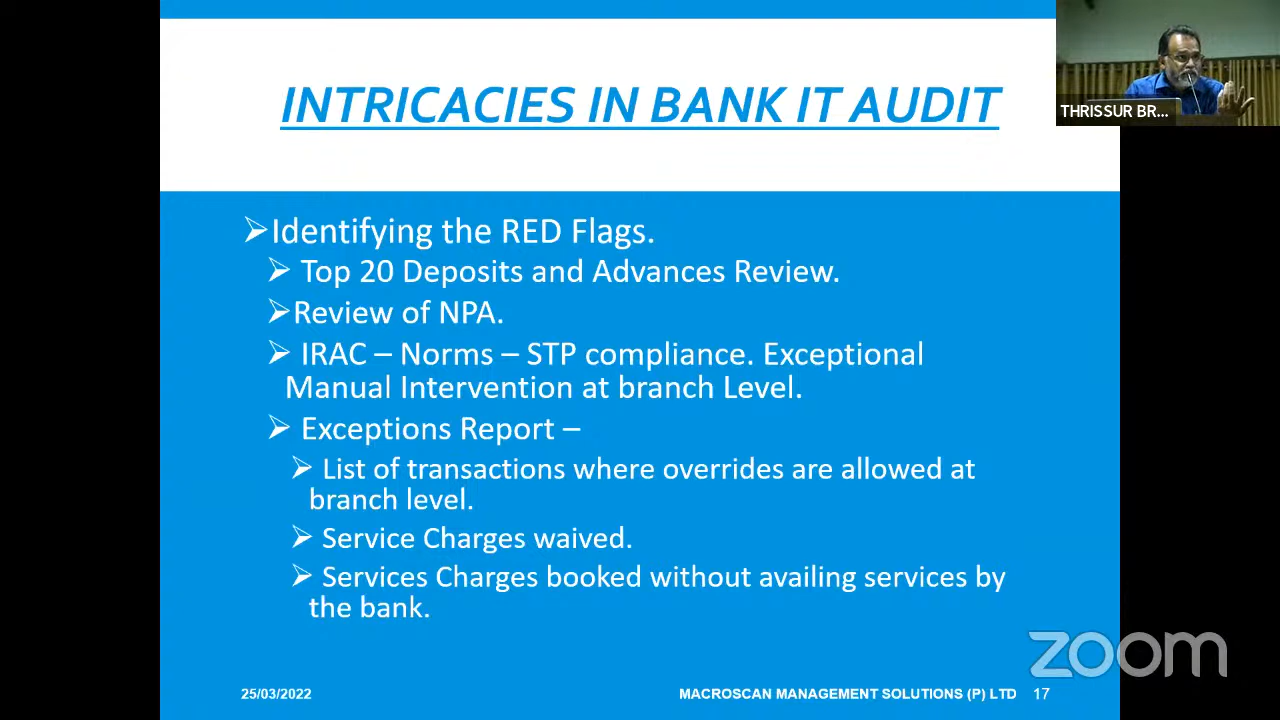 INTRICACIES IN BANK IT AUDIT
THRISSUR BR...
➢Identifying the RED Flags.
➢ Top 20 Deposits and Advances Review.
➢Review of NPA.
➢ IRAC – Norms – STP compliance. Exceptional
Manual Intervention at branch Level.
➢ Exceptions Report –
➢ List of transactions where overrides are allowed at
branch level.
➢ Service Charges waived.
➢ Services Charges booked without availing services by
the bank.
zoom
25/03/2022
MACROSCAN MANAGEMENT SOLUTIONS (P) LTD 17